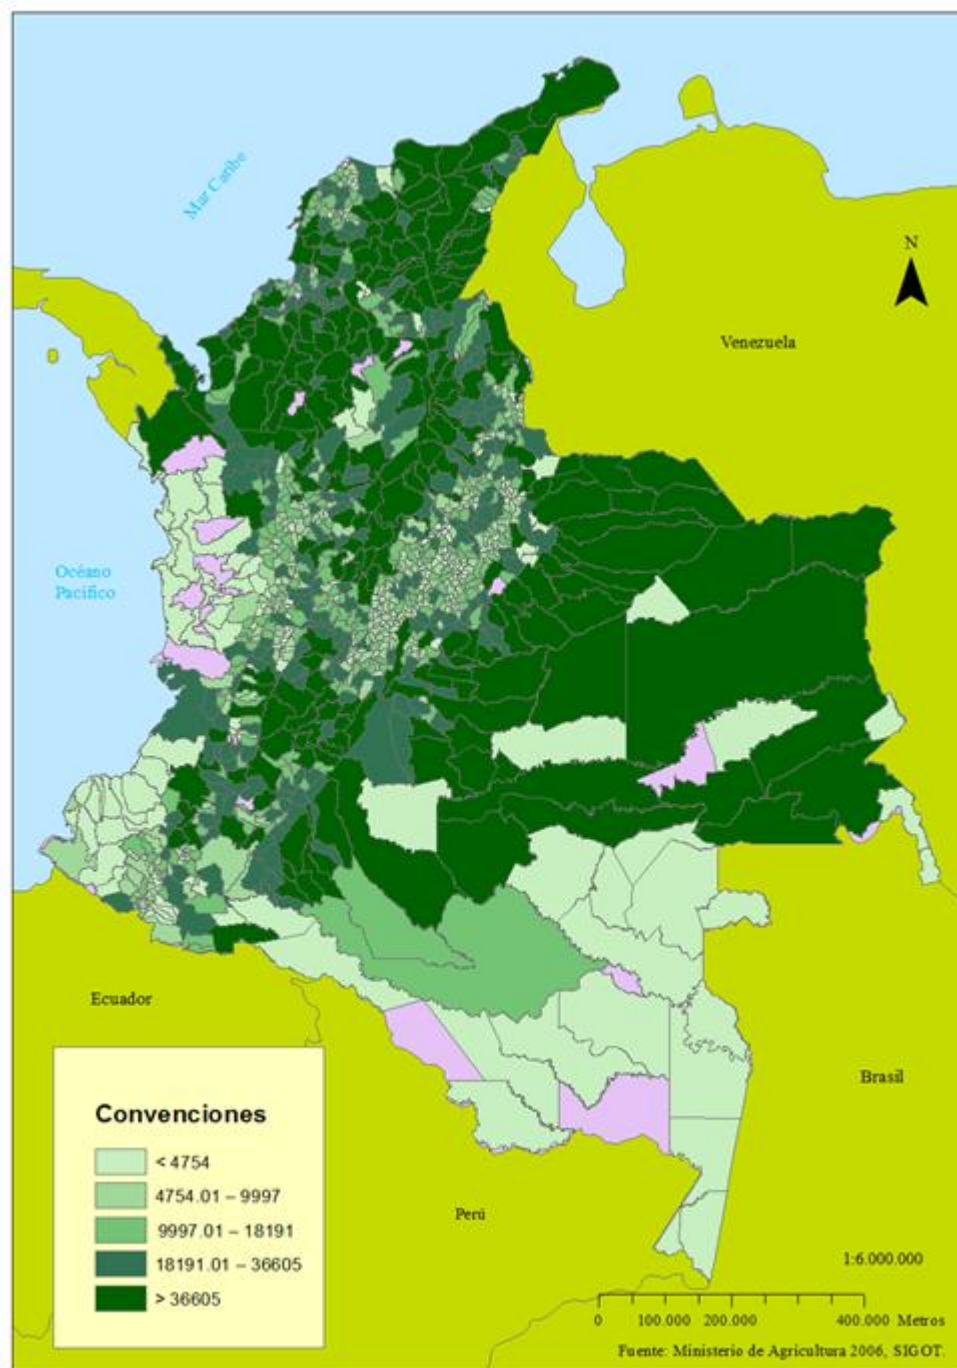 Mar Caribe
N
Venezuela
Océano
Pacífico
Ecuador
Brasil
Perú
Convenciones
< 4754
4754.01 – 9997
9997.01 – 18191
18191.01 – 36605
> 36605
1:6.000.000
0 100.000 200.000 400.000 Metros
Fuente: Ministerio de Agricultura 2006, SIGOT.